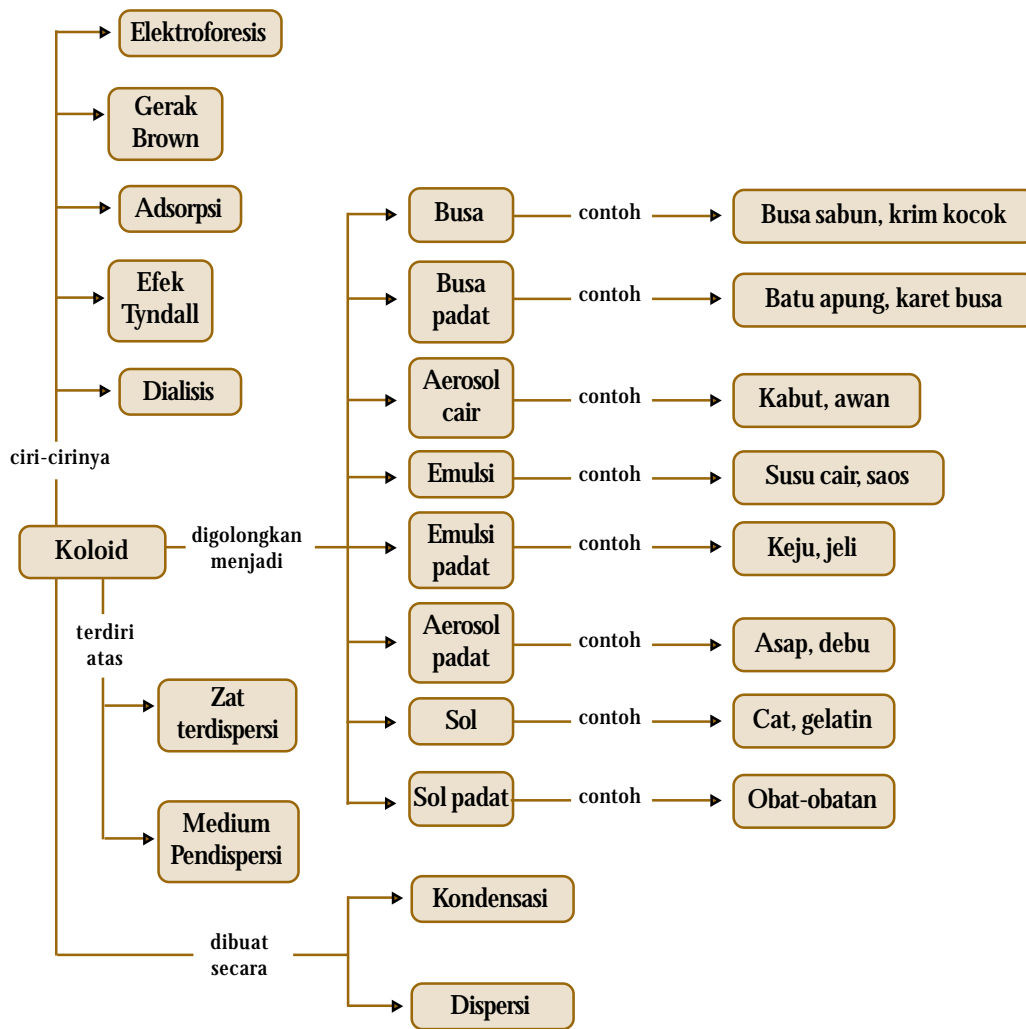 Elektroforesis
Gerak
Brown
Adsorpsi
Efek
Tyndall
Dialisis
ciri-cirinya
Koloid
digolongkan
menjadi
Busa
contoh
Busa sabun, krim kocok
Busa
padat
contoh
Batu apung, karet busa
Aerosol
cair
contoh
Kabut, awan
Emulsi
contoh
Susu cair, saos
Emulsi
padat
contoh
Keju, jeli
Aerosol
padat
contoh
Asap, debu
Sol
contoh
Cat, gelatin
Sol padat
contoh
Obat-obatan
terdiri
atas
Zat
terdispersi
Medium
Pendispersi
dibuat
secara
Kondensasi
Dispersi